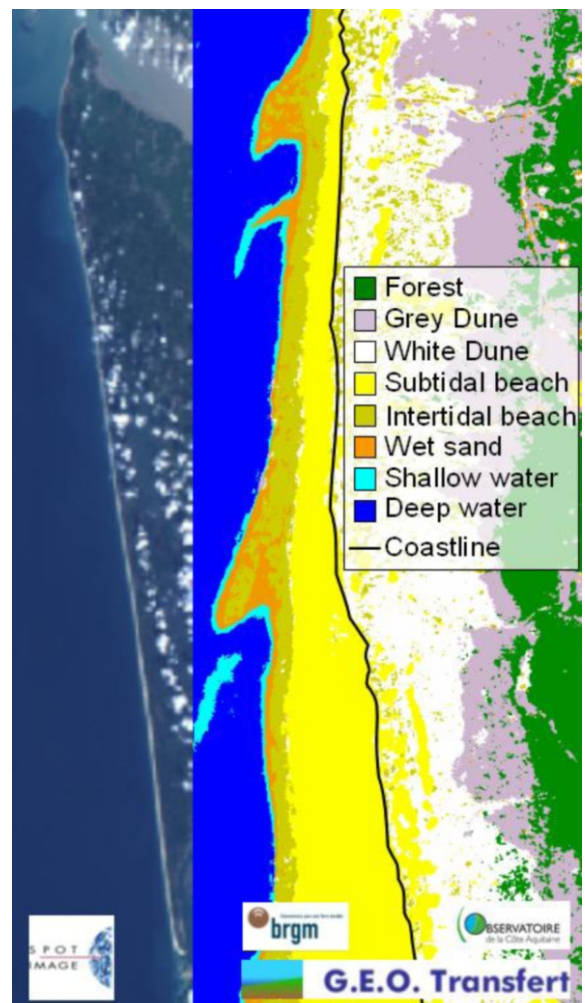 Forest
Grey Dune
White Dune
Subtidal beach
Intertidal beach
Wet sand
Shallow water
Deep water
Coastline
brgm
OBSERVATOIRE
de la Côte Aquitaine
SPOT
IMAGE
G.E.O. Transfert